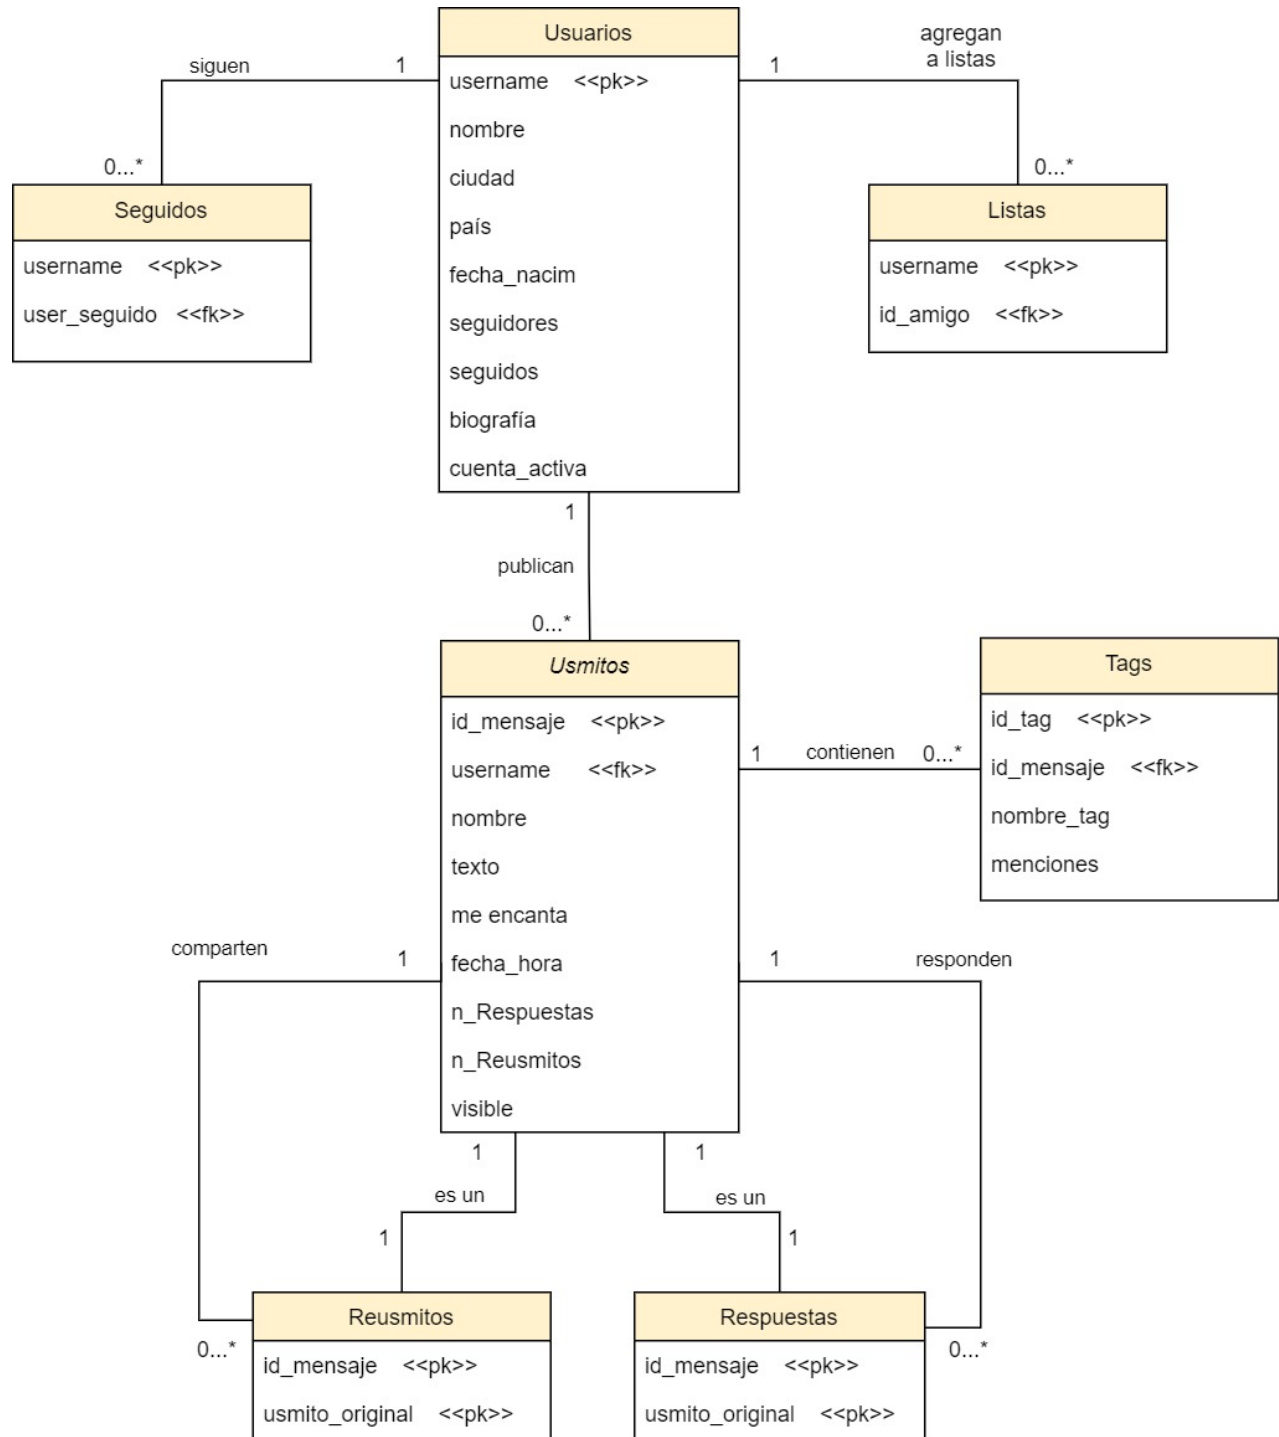 Usuarios
username <<pk>>
nombre
ciudad
país
fecha_nacim
seguidores
seguidos
biografía
cuenta_activa
siguen
1
0...*
1
agregan
a listas
0...*
Seguidos
username <<pk>>
user_seguido <<fk>>
Listas
username <<pk>>
id_amigo <<fk>>
1
publican
0...*
Usmitos
id_mensaje <<pk>>
username <<fk>>
nombre
texto
me encanta
fecha_hora
n_Respuestas
n_Reusmitos
visible
1 contienen 0...*
Tags
id_tag <<pk>>
id_mensaje <<fk>>
nombre_tag
menciones
comparten
1
0...*
1
responden
0...*
1
es un
1
1
es un
1
Reusmitos
id_mensaje <<pk>>
usmito_original <<pk>>
Respuestas
id_mensaje <<pk>>
usmito_original <<pk>>